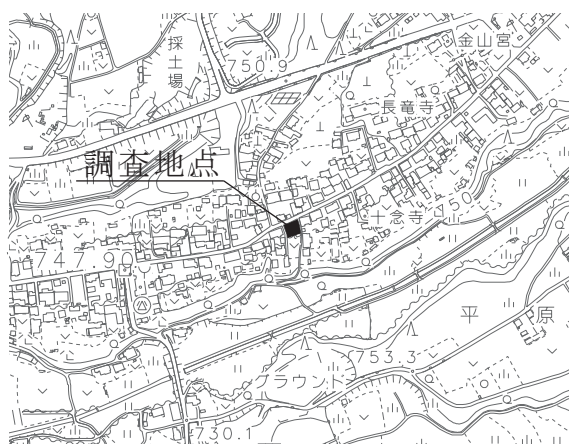 金山宮
採土場
750.9
長竜寺
調査地点
十念寺
750
747.9
平原
753.3
グラウンド
730.1